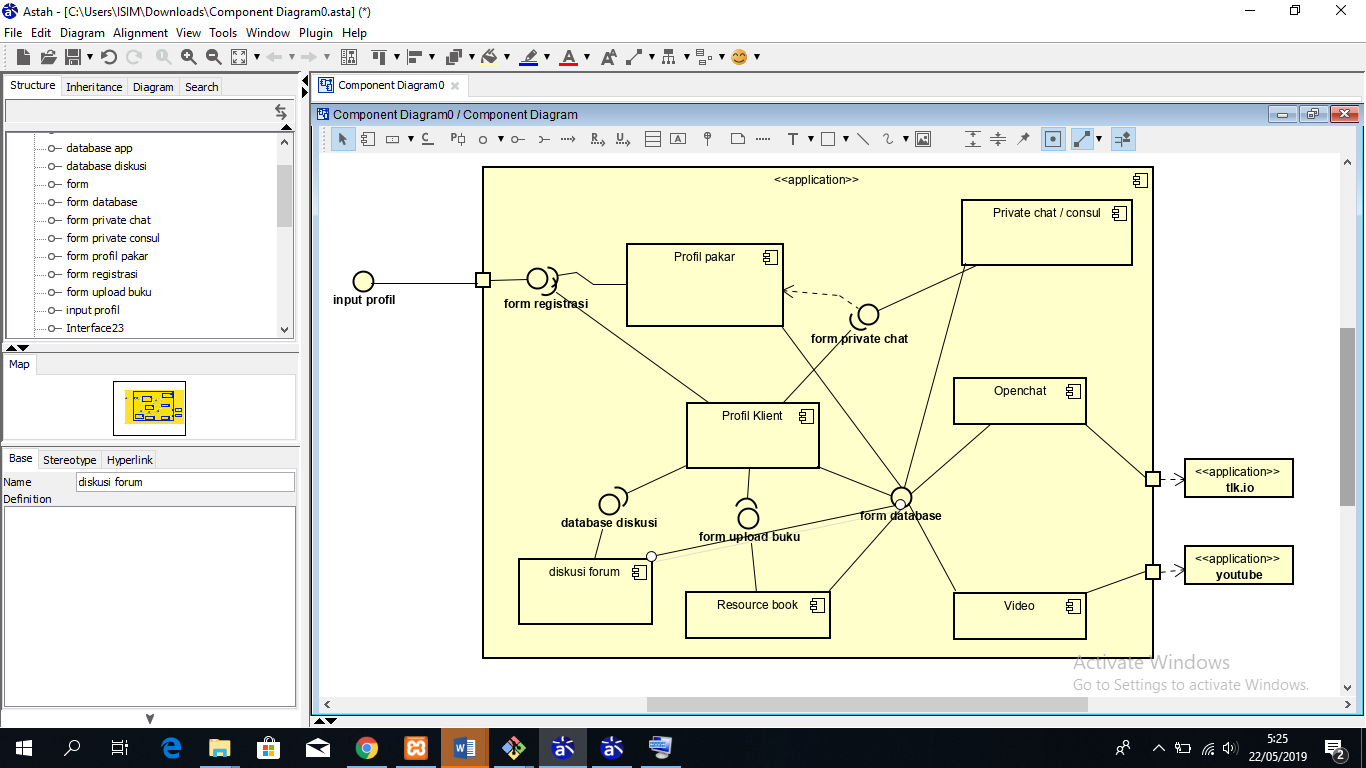 Astah - [C:\Users\ISIM\Downloads\Component Diagram0.asta] (*)
File Edit Diagram Alignment View Tools Window Plugin Help
Structure Inheritance Diagram Search
database app
database diskusi
form
form database
form private chat
form private consul
form profil pakar
form registrasi
form upload buku
input profil
Interface23
Map
Base Stereotype Hyperlink
Name diskusi forum
Definition
Component Diagram0
Component Diagram0 / Component Diagram
<<application>>
Private chat / consul
Profil pakar
input profil
form registrasi
form private chat
Openchat
Profil Klient
<<application>>
tlk.io
database diskusi
form upload buku
form database
<<application>>
youtube
diskusi forum
Resource book
Video
Activate Windows
Go to Settings to activate Windows.
5:25
22/05/2019
2